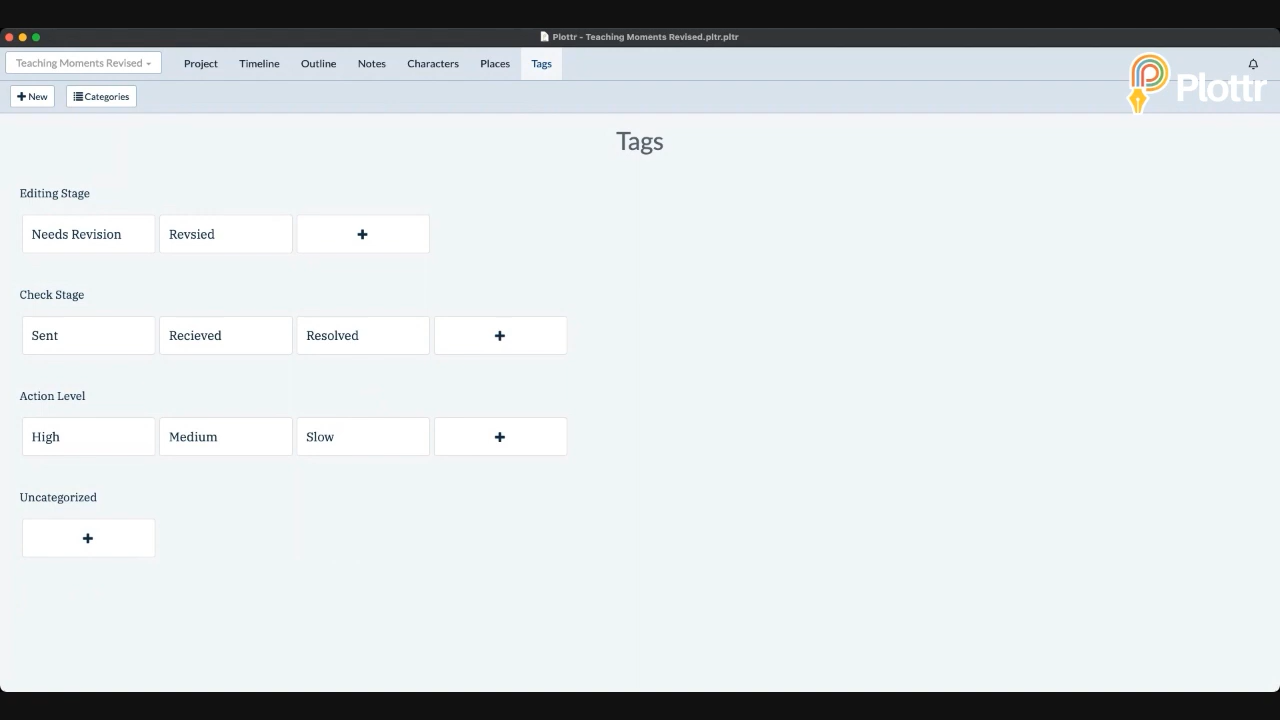 Plottr - Teaching Moments Revised.pltr.pltr
Teaching Moments Revised
Project
Timeline
Outline
Notes
Characters
Places
Tags
Plottr
New
Categories
Tags
Editing Stage
Needs Revision
Revsied
Check Stage
Sent
Recieved
Resolved
Action Level
High
Medium
Slow
Uncategorized